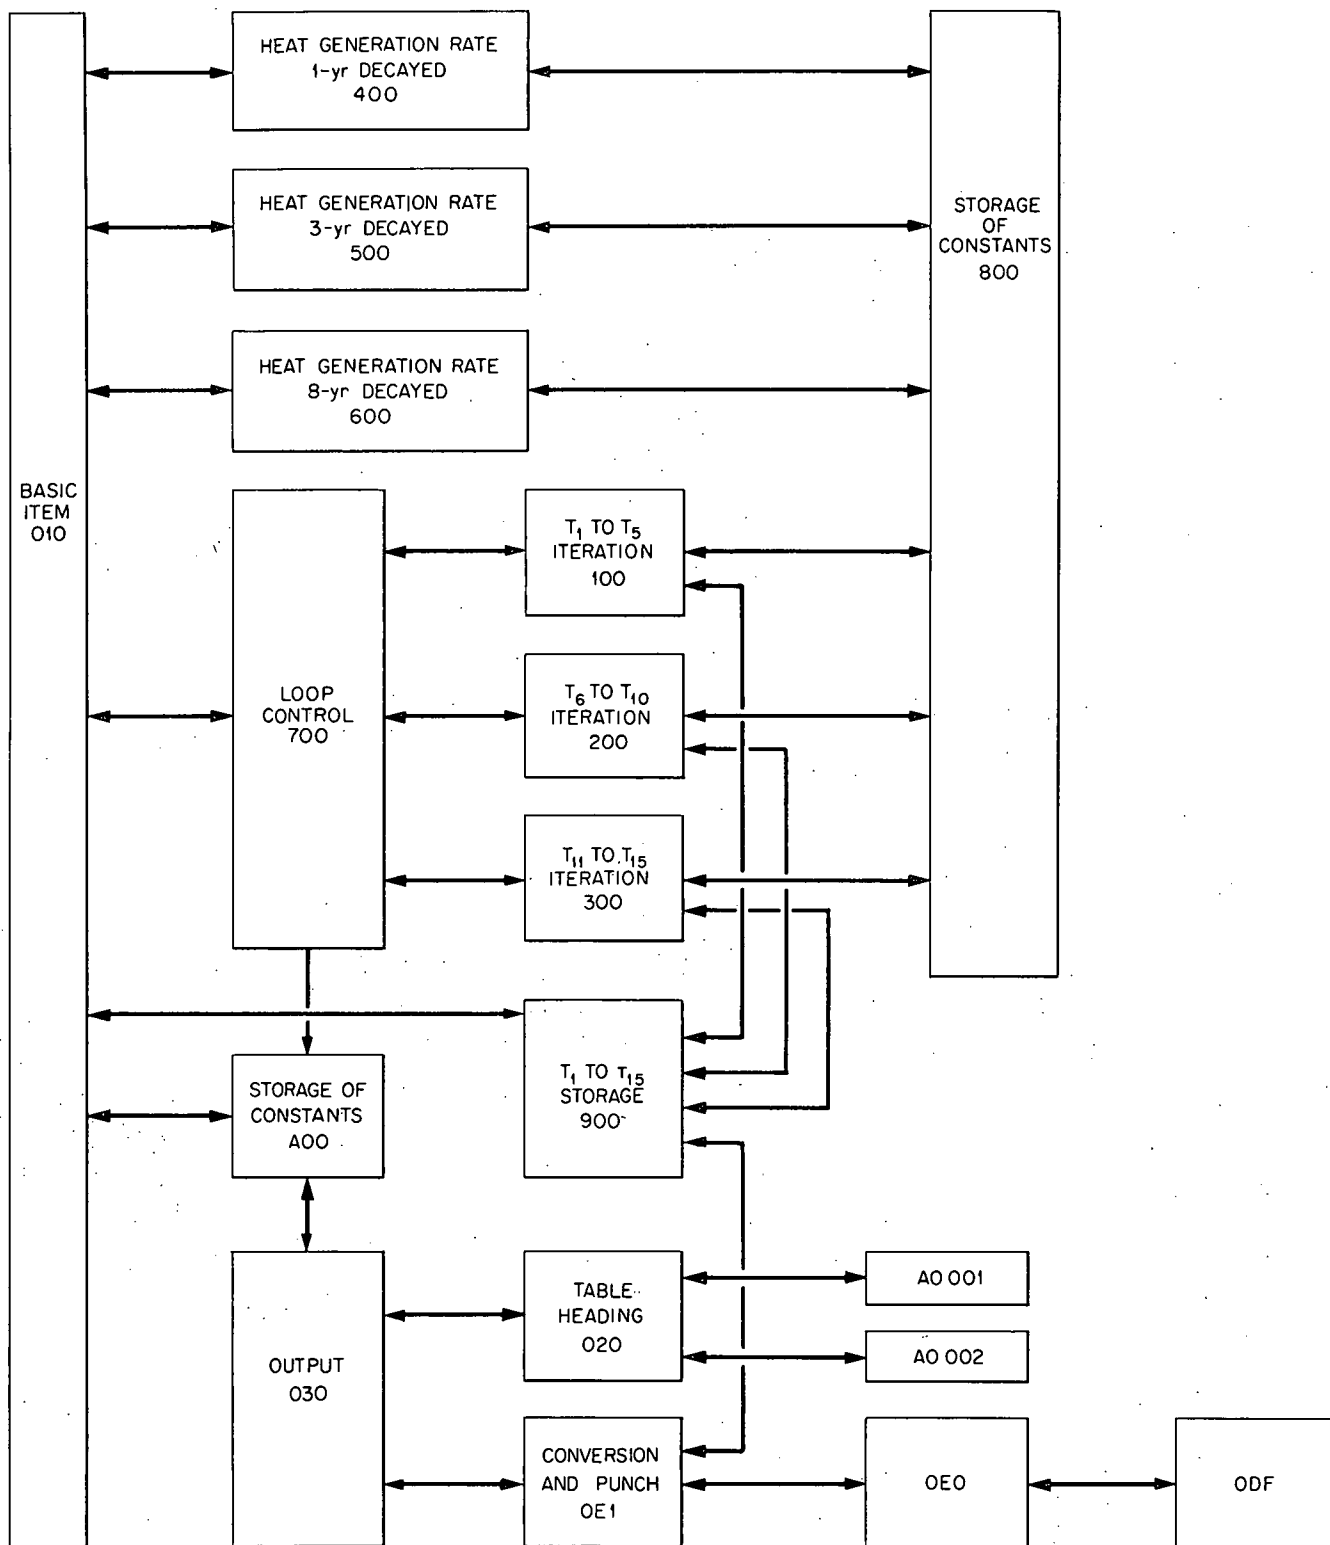 HEAT GENERATION RATE
1-yr DECAYED
400
HEAT GENERATION RATE
3-yr DECAYED
500
STORAGE
OF
CONSTANTS
800
HEAT GENERATION RATE
8-yr DECAYED
600
BASIC
ITEM
010
T1 TO T5
ITERATION
100
LOOP
CONTROL
700
T6 TO T10
ITERATION
200
T11 TO T15
ITERATION
300
STORAGE OF
CONSTANTS
A00
T1 TO T15
STORAGE
900
TABLE
HEADING
020
A0 001
A0 002
OUTPUT
030
CONVERSION
AND PUNCH
0E1
0E0
0DF